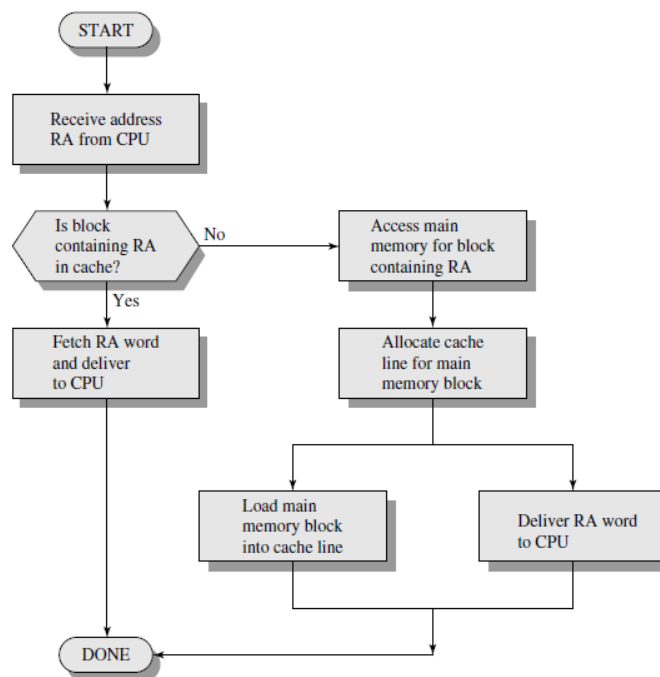 START
Receive address
RA from CPU
Is block
containing RA
in cache?
No
Access main
memory for block
containing RA
Yes
Fetch RA word
and deliver
to CPU
Allocate cache
line for main
memory block
Load main
memory block
into cache line
Deliver RA word
to CPU
DONE